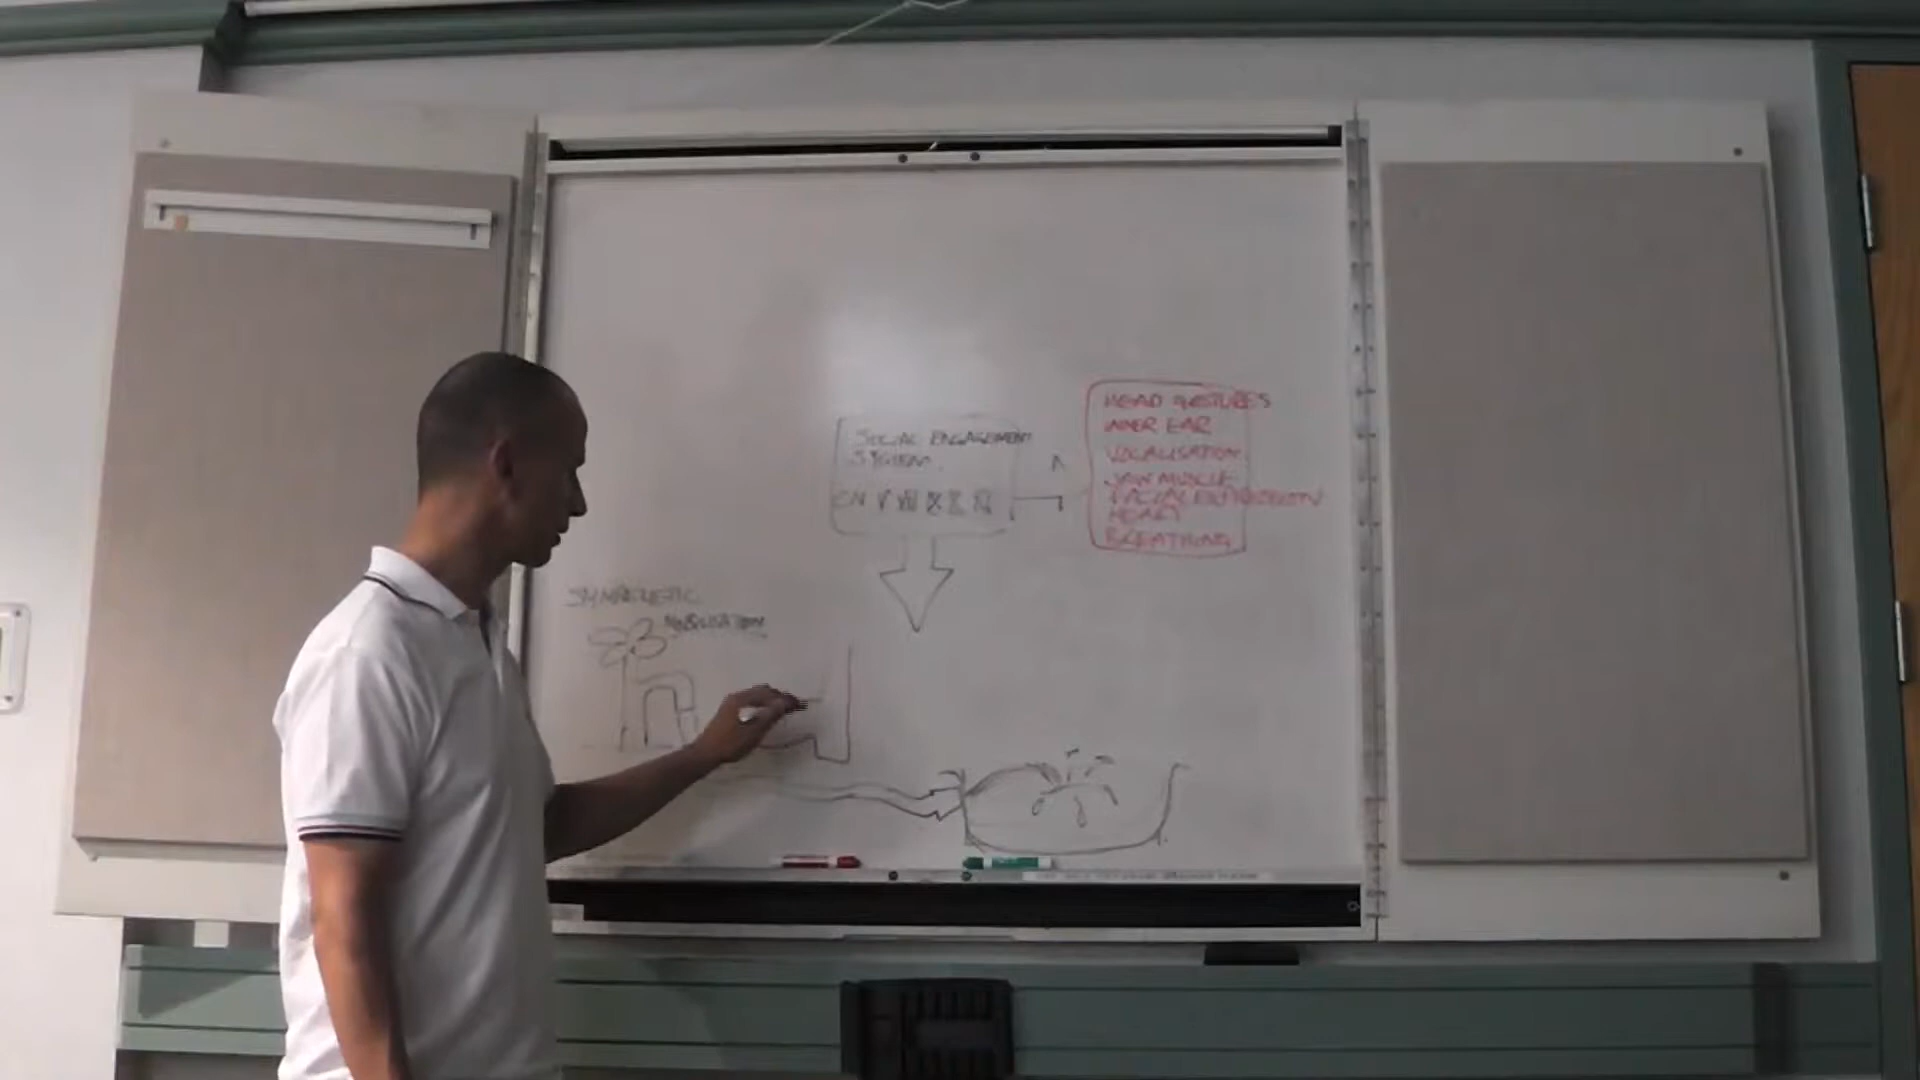 HEAD GESTURES
INNER EAR
VOCALISATION
JAW MUSCLE
FACIAL EXPRESSION
HEART
BREATHING
SOCIAL ENGAGEMENT
SYSTEM
CN V VII IX X XI
SYMPATHETIC
MOBILISATION